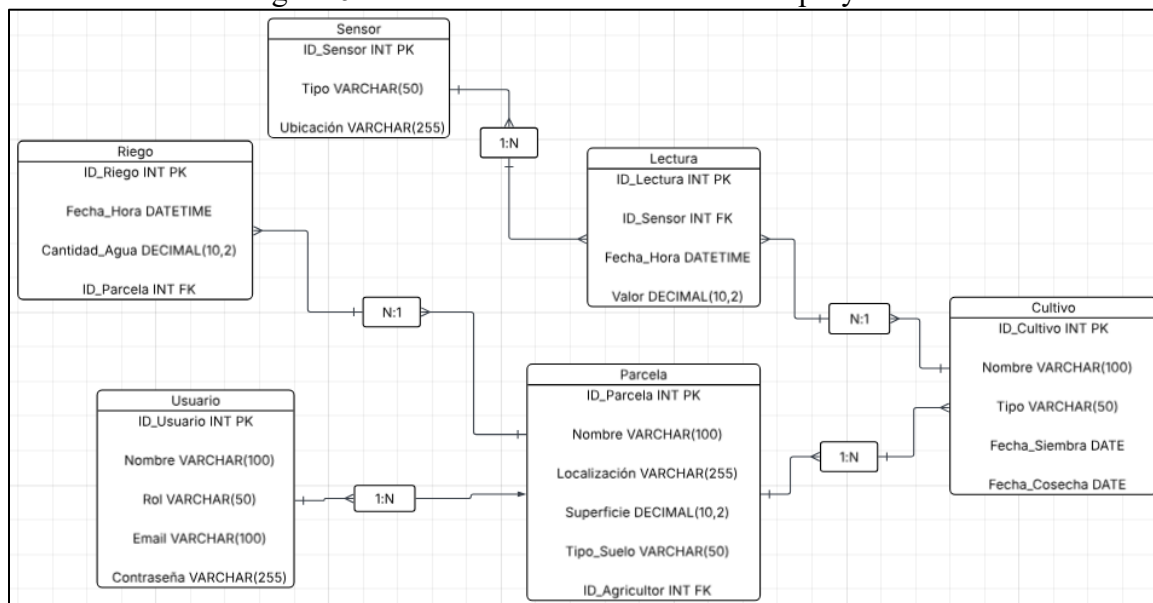 Sensor
ID_Sensor INT PK
Tipo VARCHAR(50)
Ubicación VARCHAR(255)
1:N
Riego
ID_Riego INT PK
Fecha_Hora DATETIME
Cantidad_Agua DECIMAL(10,2)
ID_Parcela INT FK
Lectura
ID_Lectura INT PK
ID_Sensor INT FK
Fecha_Hora DATETIME
Valor DECIMAL(10,2)
N:1
N:1
Cultivo
ID_Cultivo INT PK
Nombre VARCHAR(100)
Tipo VARCHAR(50)
Fecha_Siembra DATE
Fecha_Cosecha DATE
Usuario
ID_Usuario INT PK
Nombre VARCHAR(100)
Rol VARCHAR(50)
Email VARCHAR(100)
Contraseña VARCHAR(255)
1:N
Parcela
ID_Parcela INT PK
Nombre VARCHAR(100)
Localización VARCHAR(255)
Superficie DECIMAL(10,2)
Tipo_Suelo VARCHAR(50)
ID_Agricultor INT FK
1:N